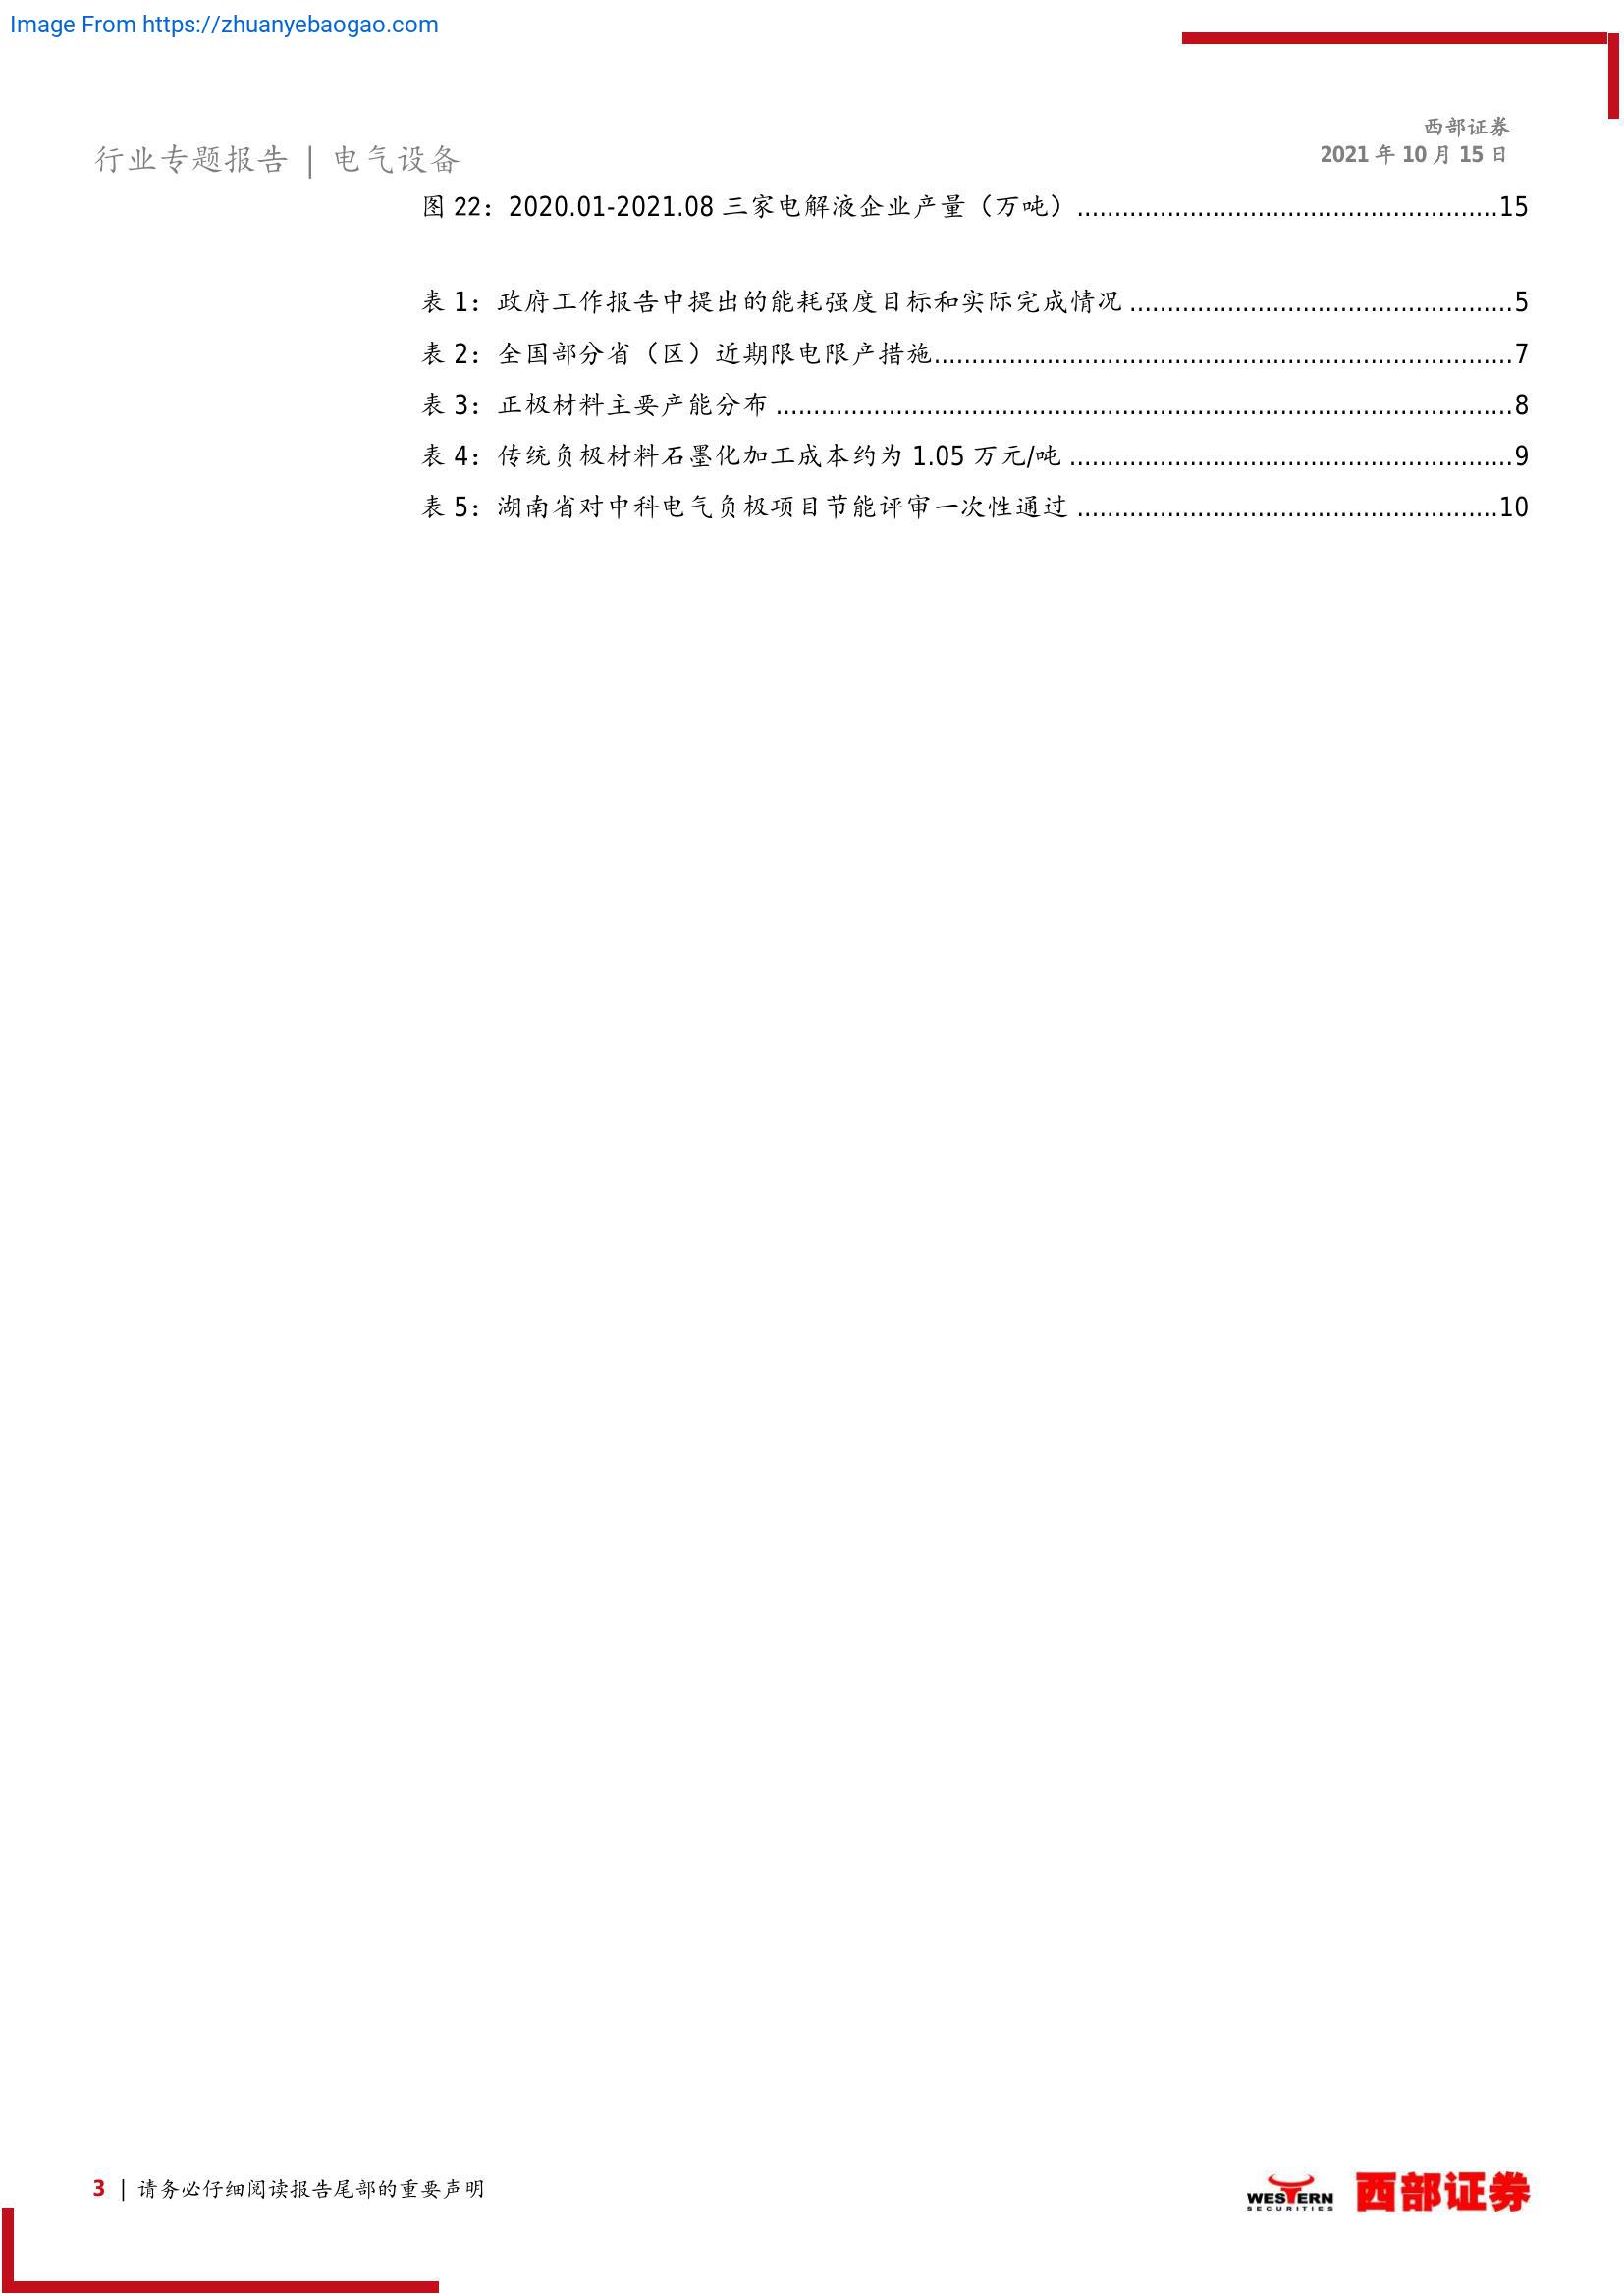 Image From https://zhuanyebaogao.com
西部证券
2021 年 10 月 15 日
行业专题报告 | 电气设备
图 22：2020.01-2021.08 三家电解液企业产量（万吨）........................................................15
表 1：政府工作报告中提出的能耗强度目标和实际完成情况 ...................................................5
表 2：全国部分省（区）近期限电限产措施.............................................................................7
表 3：正极材料主要产能分布 ..................................................................................................8
表 4：传统负极材料石墨化加工成本约为 1.05 万元/吨 ...........................................................9
表 5：湖南省对中科电气负极项目节能评审一次性通过 ........................................................10
3 | 请务必仔细阅读报告尾部的重要声明
WESTERN
SECURITIES
西部证券